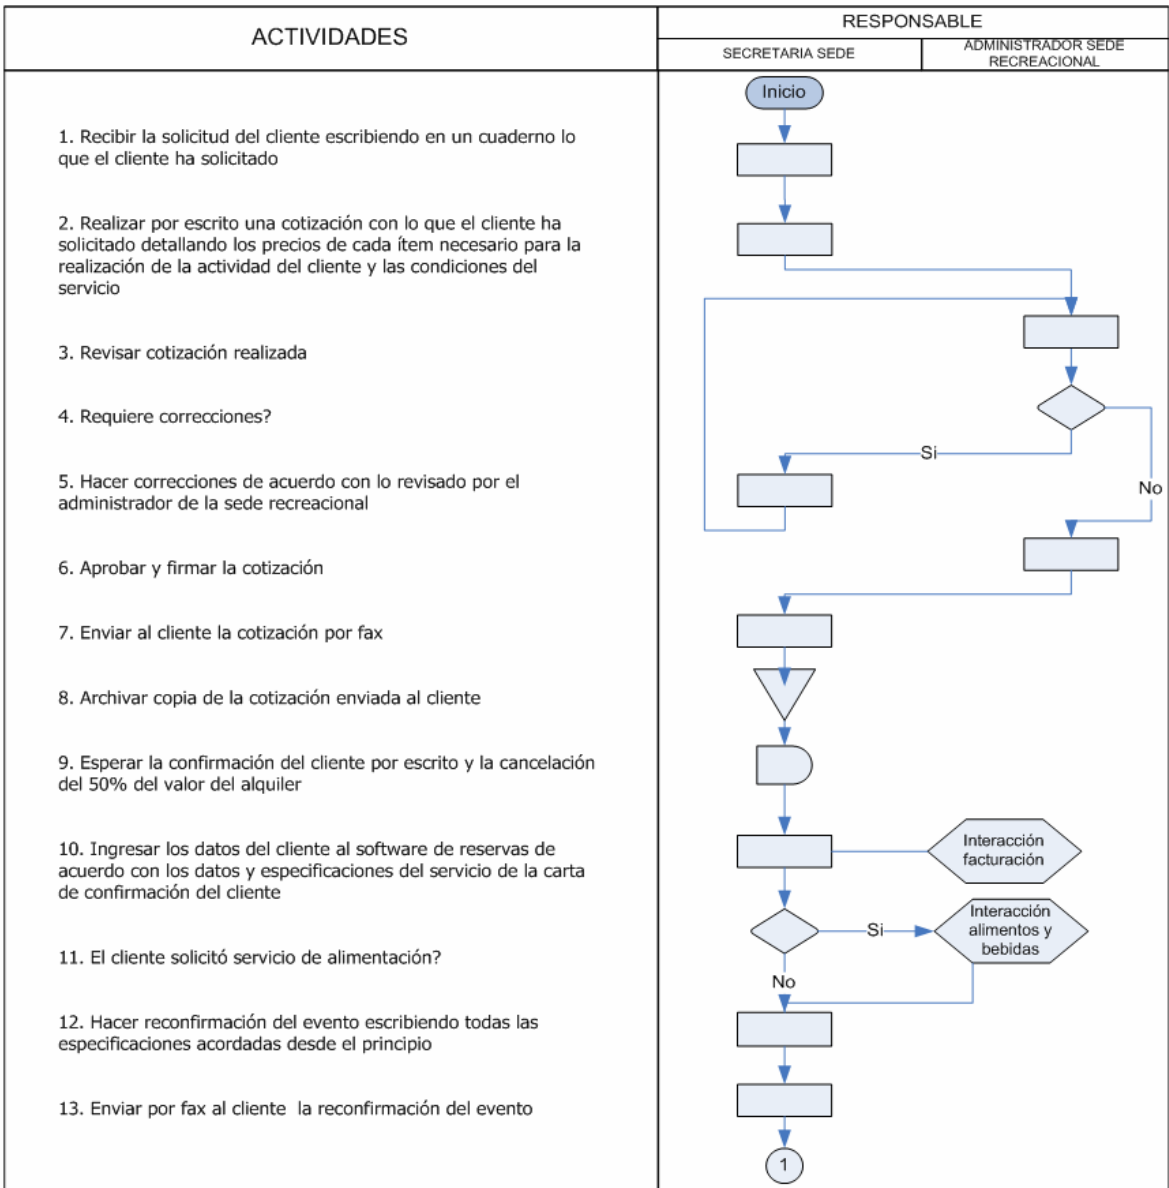 ACTIVIDADES
RESPONSABLE
SECRETARIA SEDE
ADMINISTRADOR SEDE
RECREACIONAL
Inicio
1. Recibir la solicitud del cliente escribiendo en un cuaderno lo
que el cliente ha solicitado
2. Realizar por escrito una cotización con lo que el cliente ha
solicitado detallando los precios de cada ítem necesario para la
realización de la actividad del cliente y las condiciones del
servicio
3. Revisar cotización realizada
4. Requiere correcciones?
Si
No
5. Hacer correcciones de acuerdo con lo revisado por el
administrador de la sede recreacional
6. Aprobar y firmar la cotización
7. Enviar al cliente la cotización por fax
8. Archivar copia de la cotización enviada al cliente
9. Esperar la confirmación del cliente por escrito y la cancelación
del 50% del valor del alquiler
10. Ingresar los datos del cliente al software de reservas de
acuerdo con los datos y especificaciones del servicio de la carta
de confirmación del cliente
Interacción
facturación
11. El cliente solicitó servicio de alimentación?
Si
Interacción
alimentos y
bebidas
No
12. Hacer reconfirmación del evento escribiendo todas las
especificaciones acordadas desde el principio
13. Enviar por fax al cliente  la reconfirmación del evento
1